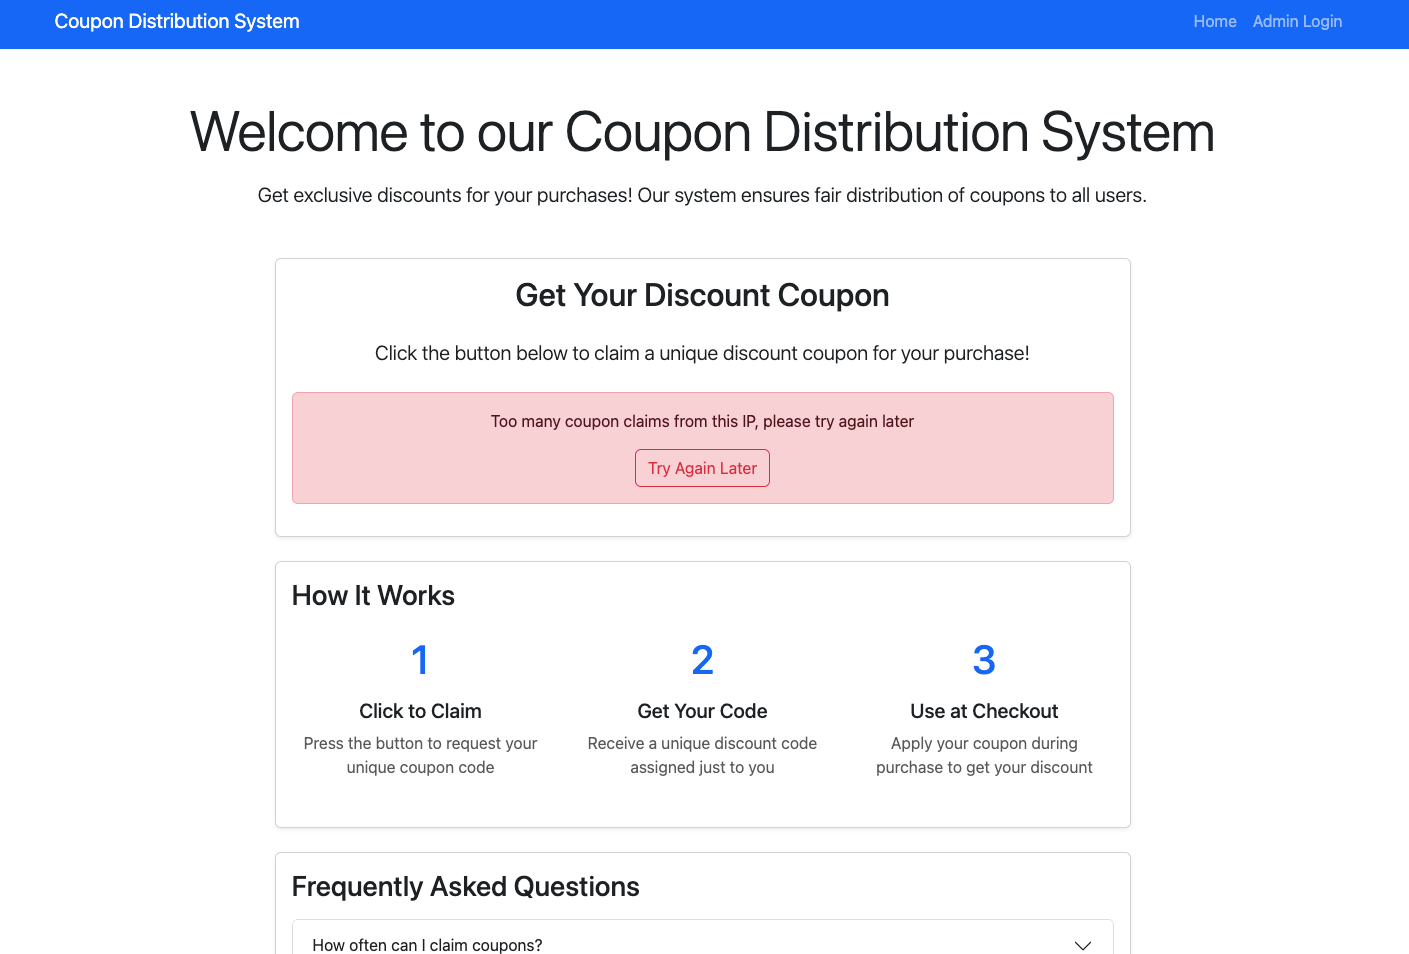 Coupon Distribution System
Home
Admin Login
Welcome to our Coupon Distribution System
Get exclusive discounts for your purchases! Our system ensures fair distribution of coupons to all users.
Get Your Discount Coupon
Click the button below to claim a unique discount coupon for your purchase!
Too many coupon claims from this IP, please try again later
Try Again Later
How It Works
1
Click to Claim
Press the button to request your
unique coupon code
2
Get Your Code
Receive a unique discount code
assigned just to you
3
Use at Checkout
Apply your coupon during
purchase to get your discount
Frequently Asked Questions
How often can I claim coupons?